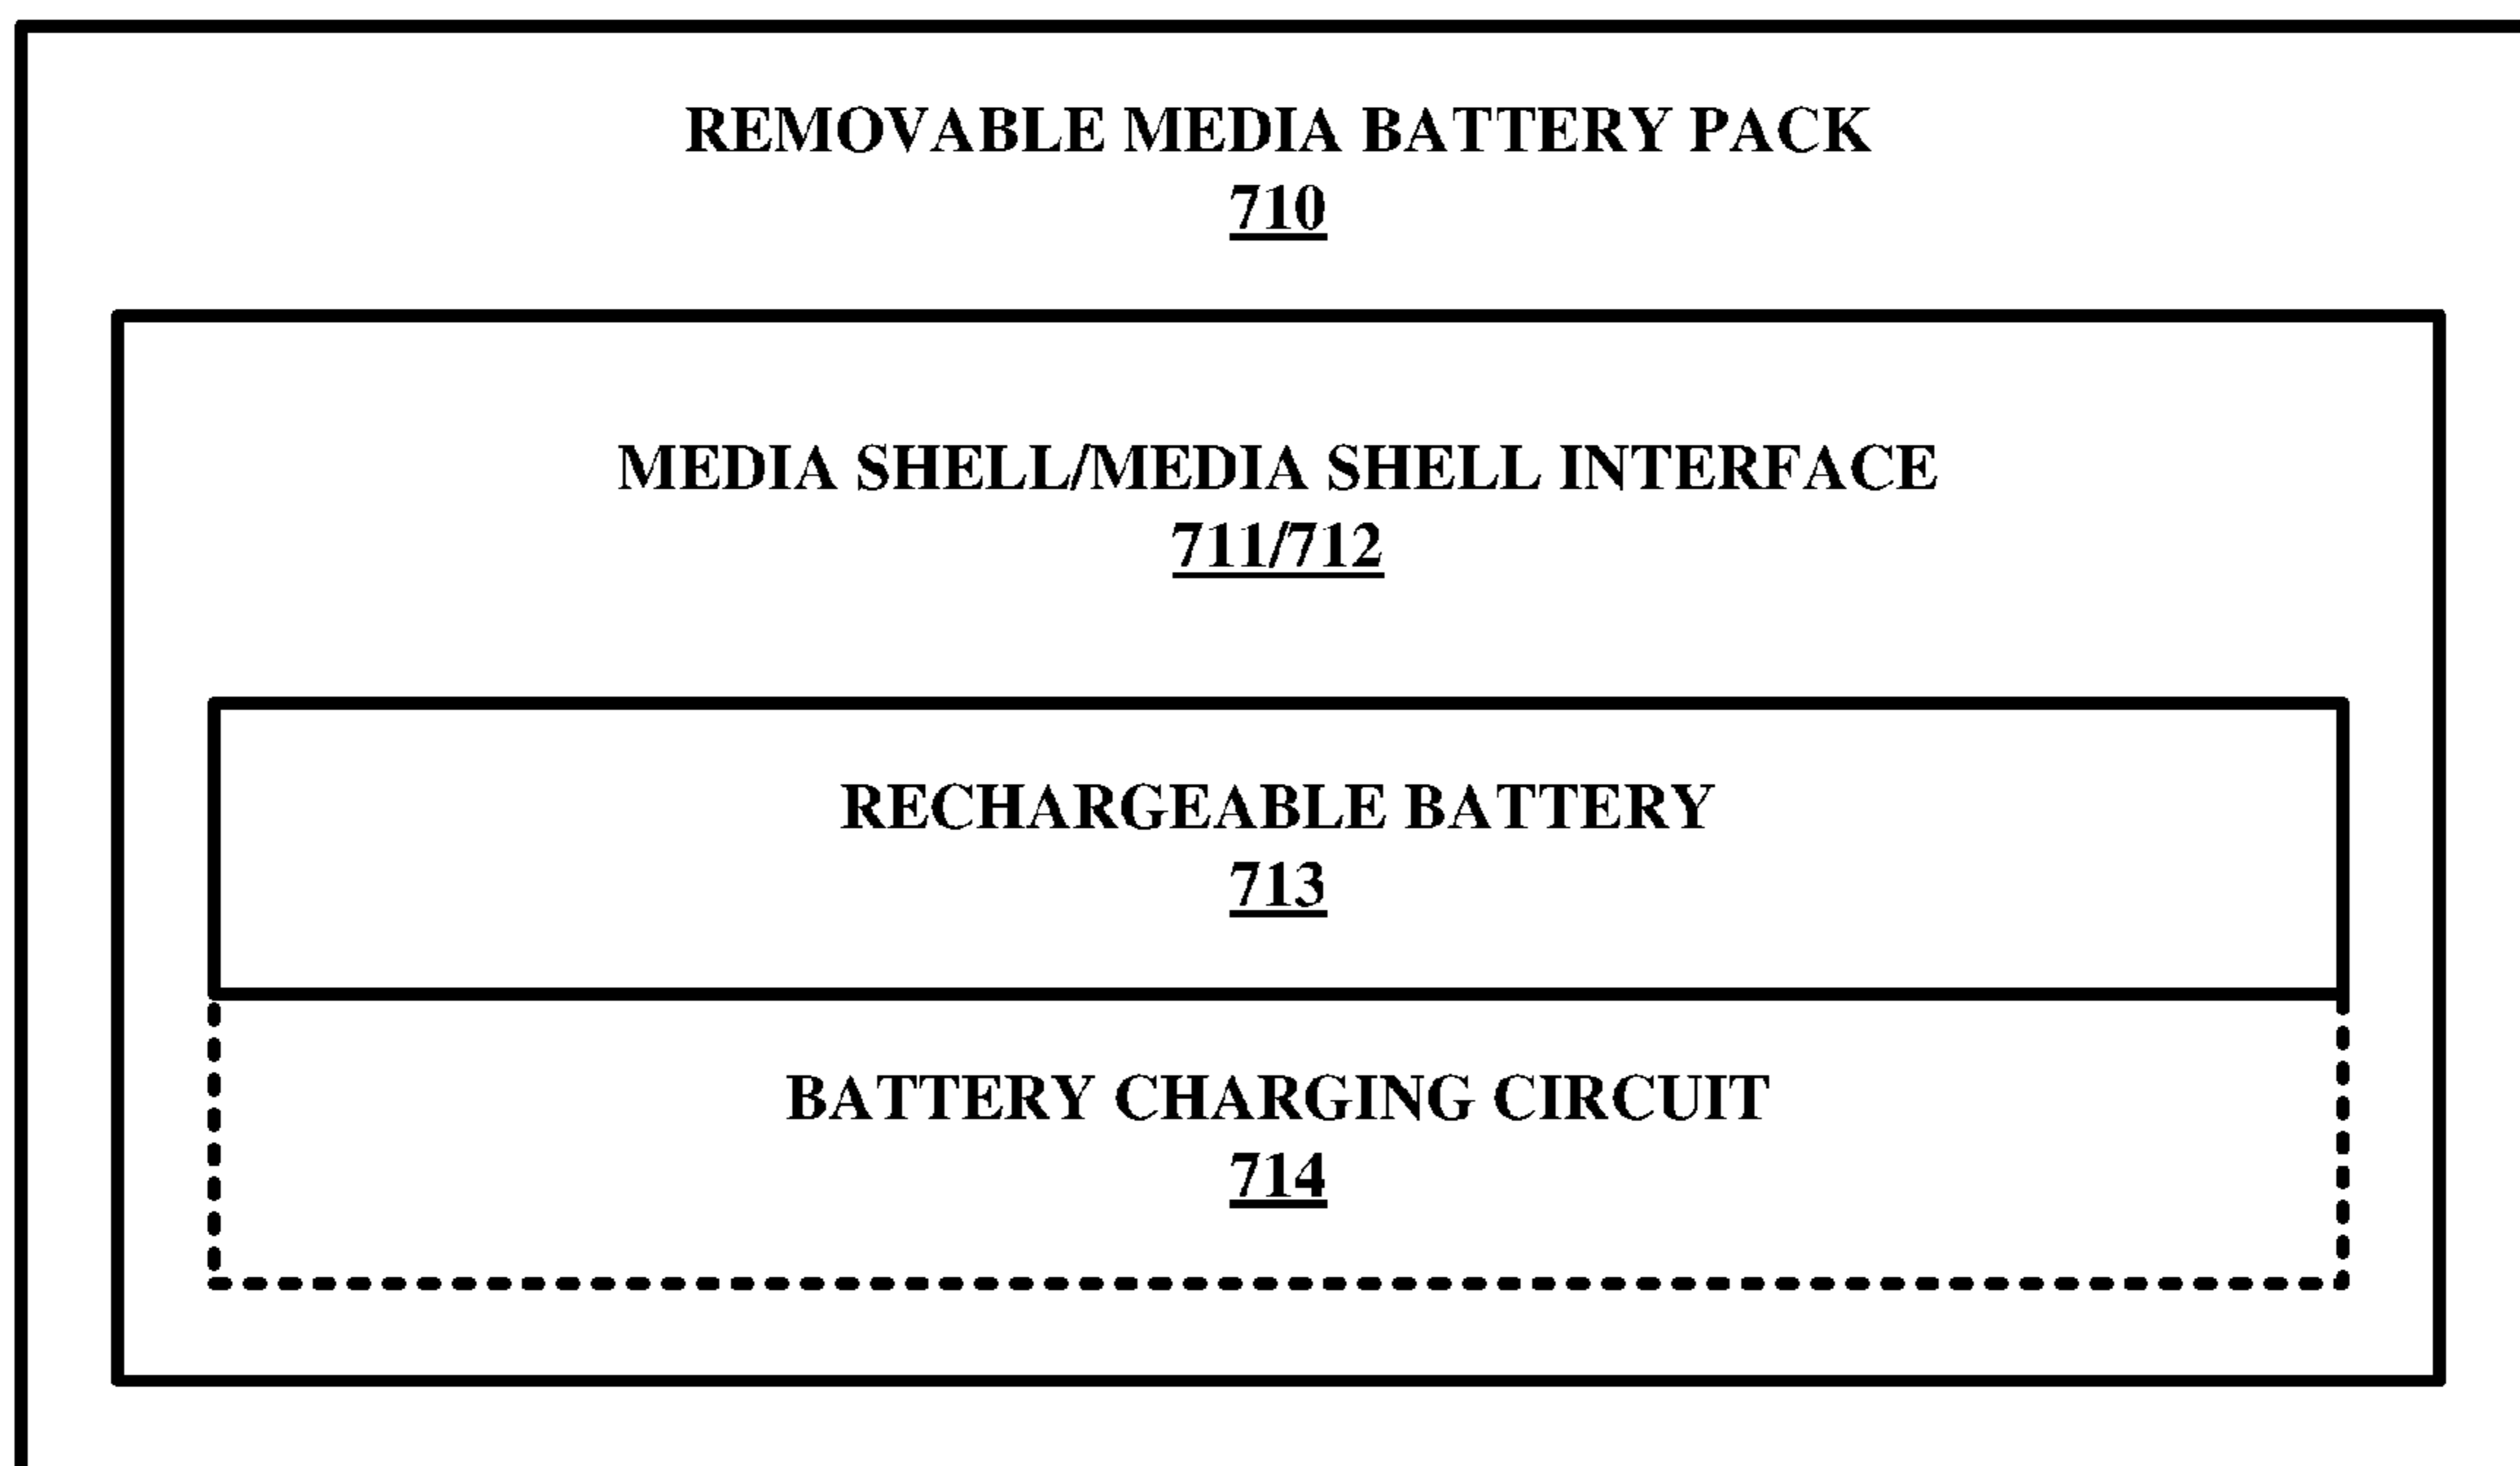 REMOVABLE MEDIA BATTERY PACK
710
MEDIA SHELL/MEDIA SHELL INTERFACE
711/712
RECHARGEABLE BATTERY
713
BATTERY CHARGING CIRCUIT
714